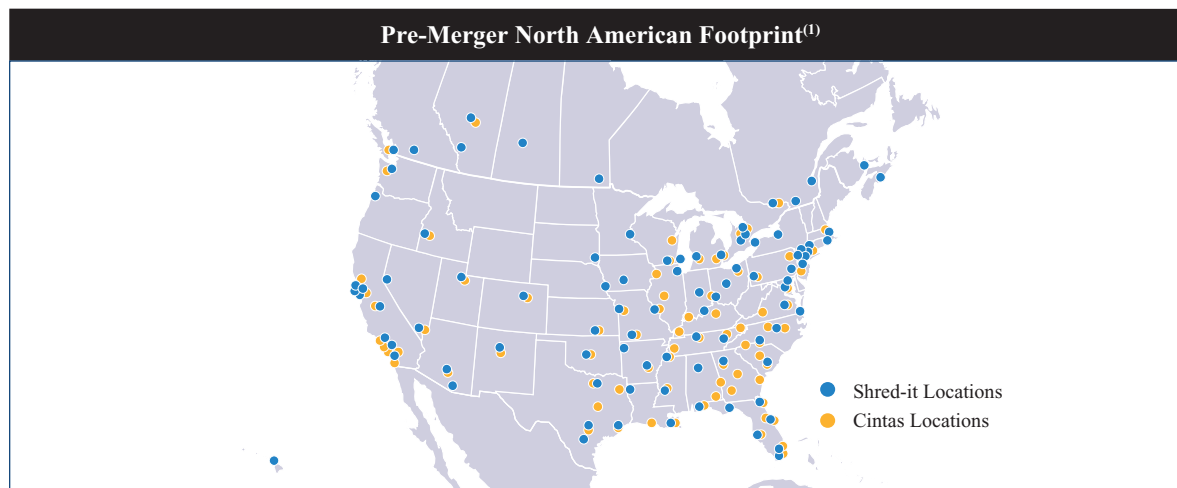 Pre-Merger North American Footprint(1)
Shred-it Locations
Cintas Locations